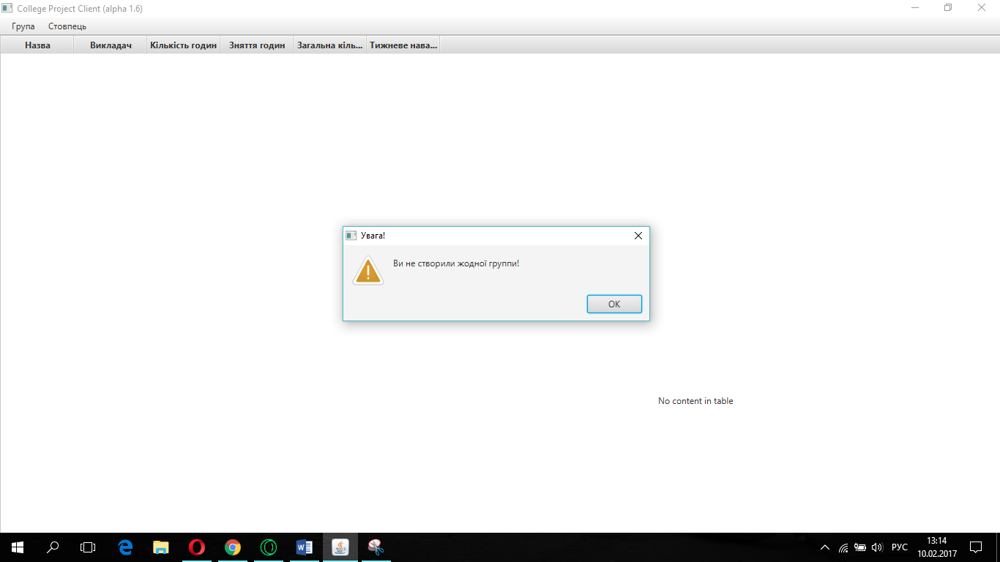 College Project Client (alpha 1.6)
Група Стовпець
Назва Викладач Кількість годин Зняття годин Загальна кіль... Тижневе нава...
Увага!
Ви не створили жодної группи!
OK
No content in table
РУС
13:14
10.02.2017